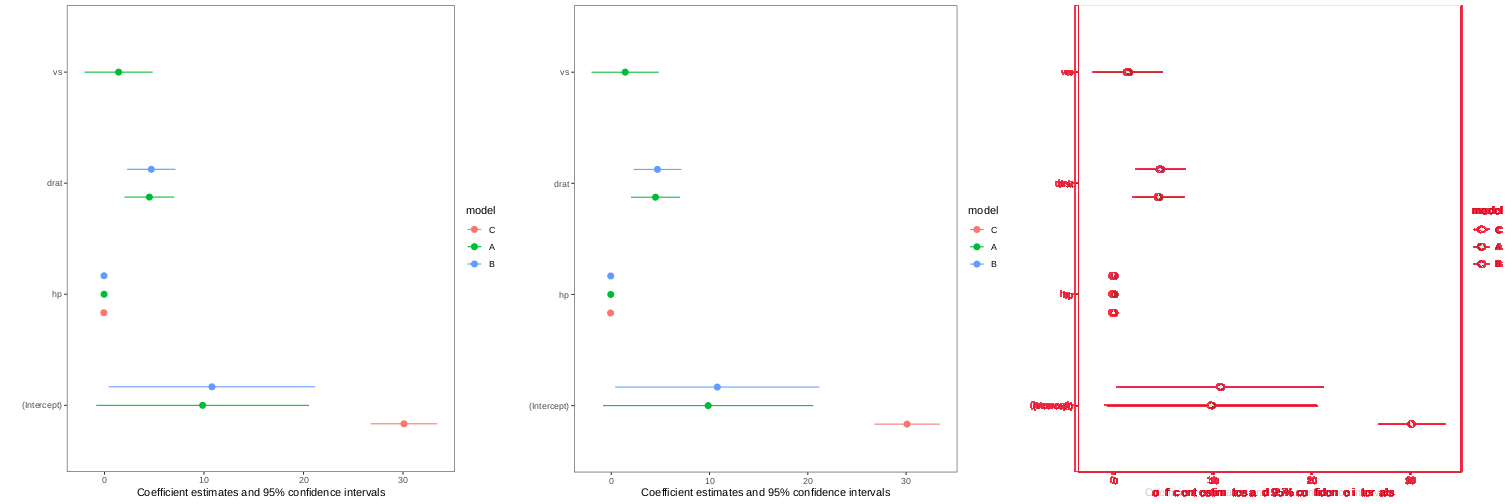 vs
drat
hp
(Intercept)
0 10 20 30
Coefficient estimates and 95% confidence intervals
model
C
A
B
vs
drat
hp
(Intercept)
0 10 20 30
Coefficient estimates and 95% confidence intervals
model
C
A
B
model
C
A
B